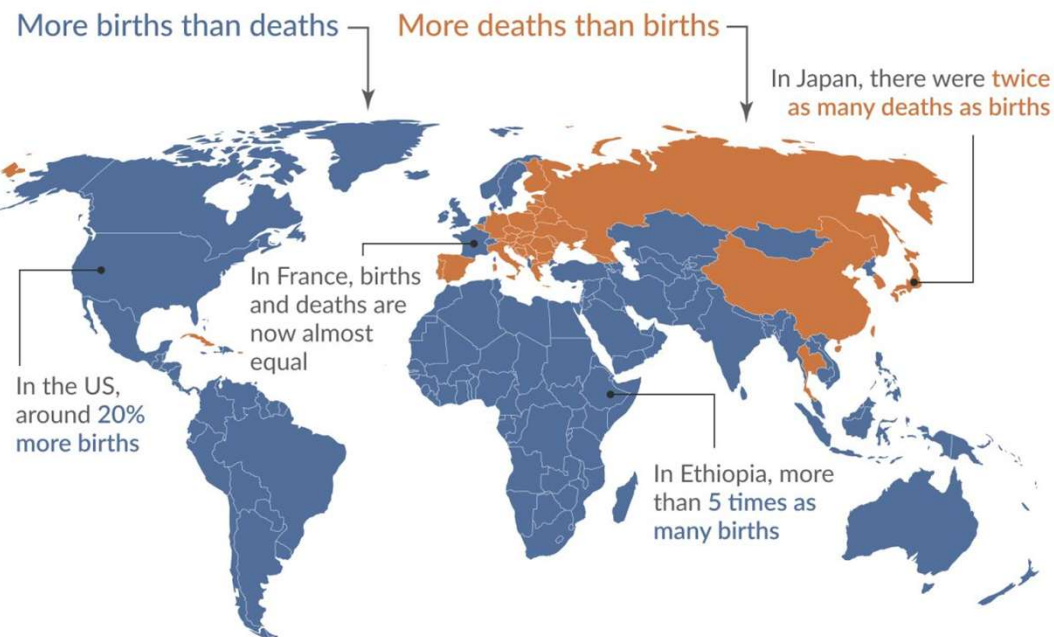 More births than deaths
More deaths than births
In Japan, there were twice
as many deaths as births
In France, births
and deaths are
now almost
equal
In the US,
around 20%
more births
In Ethiopia, more
than 5 times as
many births